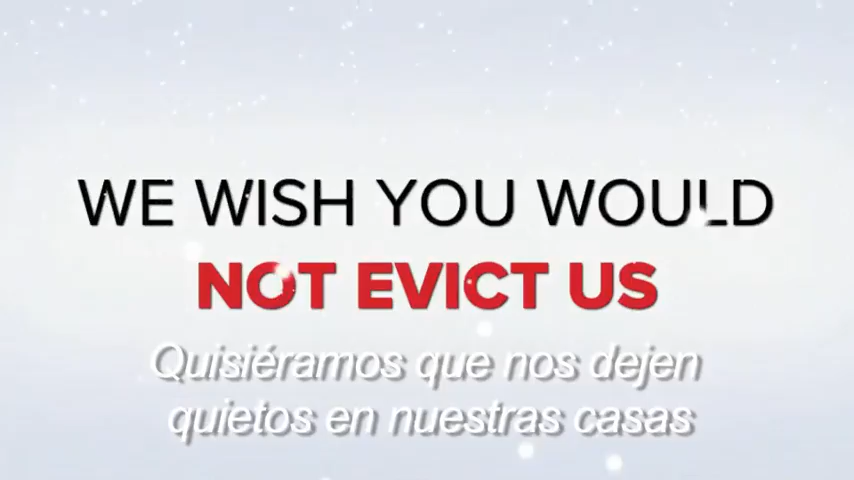 WE WISH YOU WOULD
NOT EVICT US
Quisiéramos que nos dejen
quietos en nuestras casas